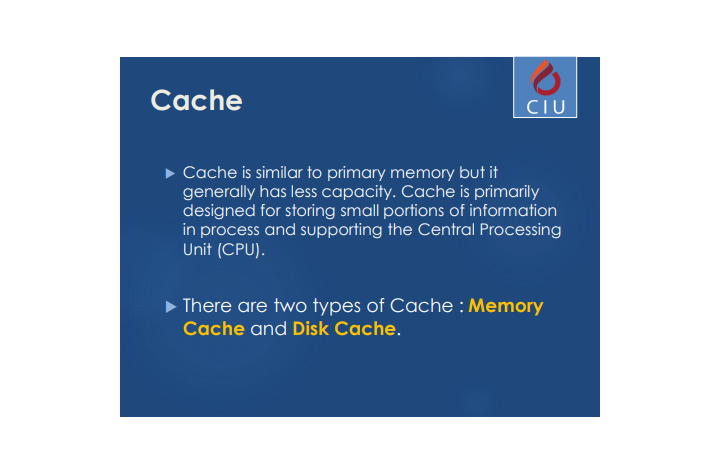 CIU
Cache
Cache is similar to primary memory but it
generally has less capacity. Cache is primarily
designed for storing small portions of information
in process and supporting the Central Processing
Unit (CPU).
There are two types of Cache : Memory
Cache and Disk Cache.